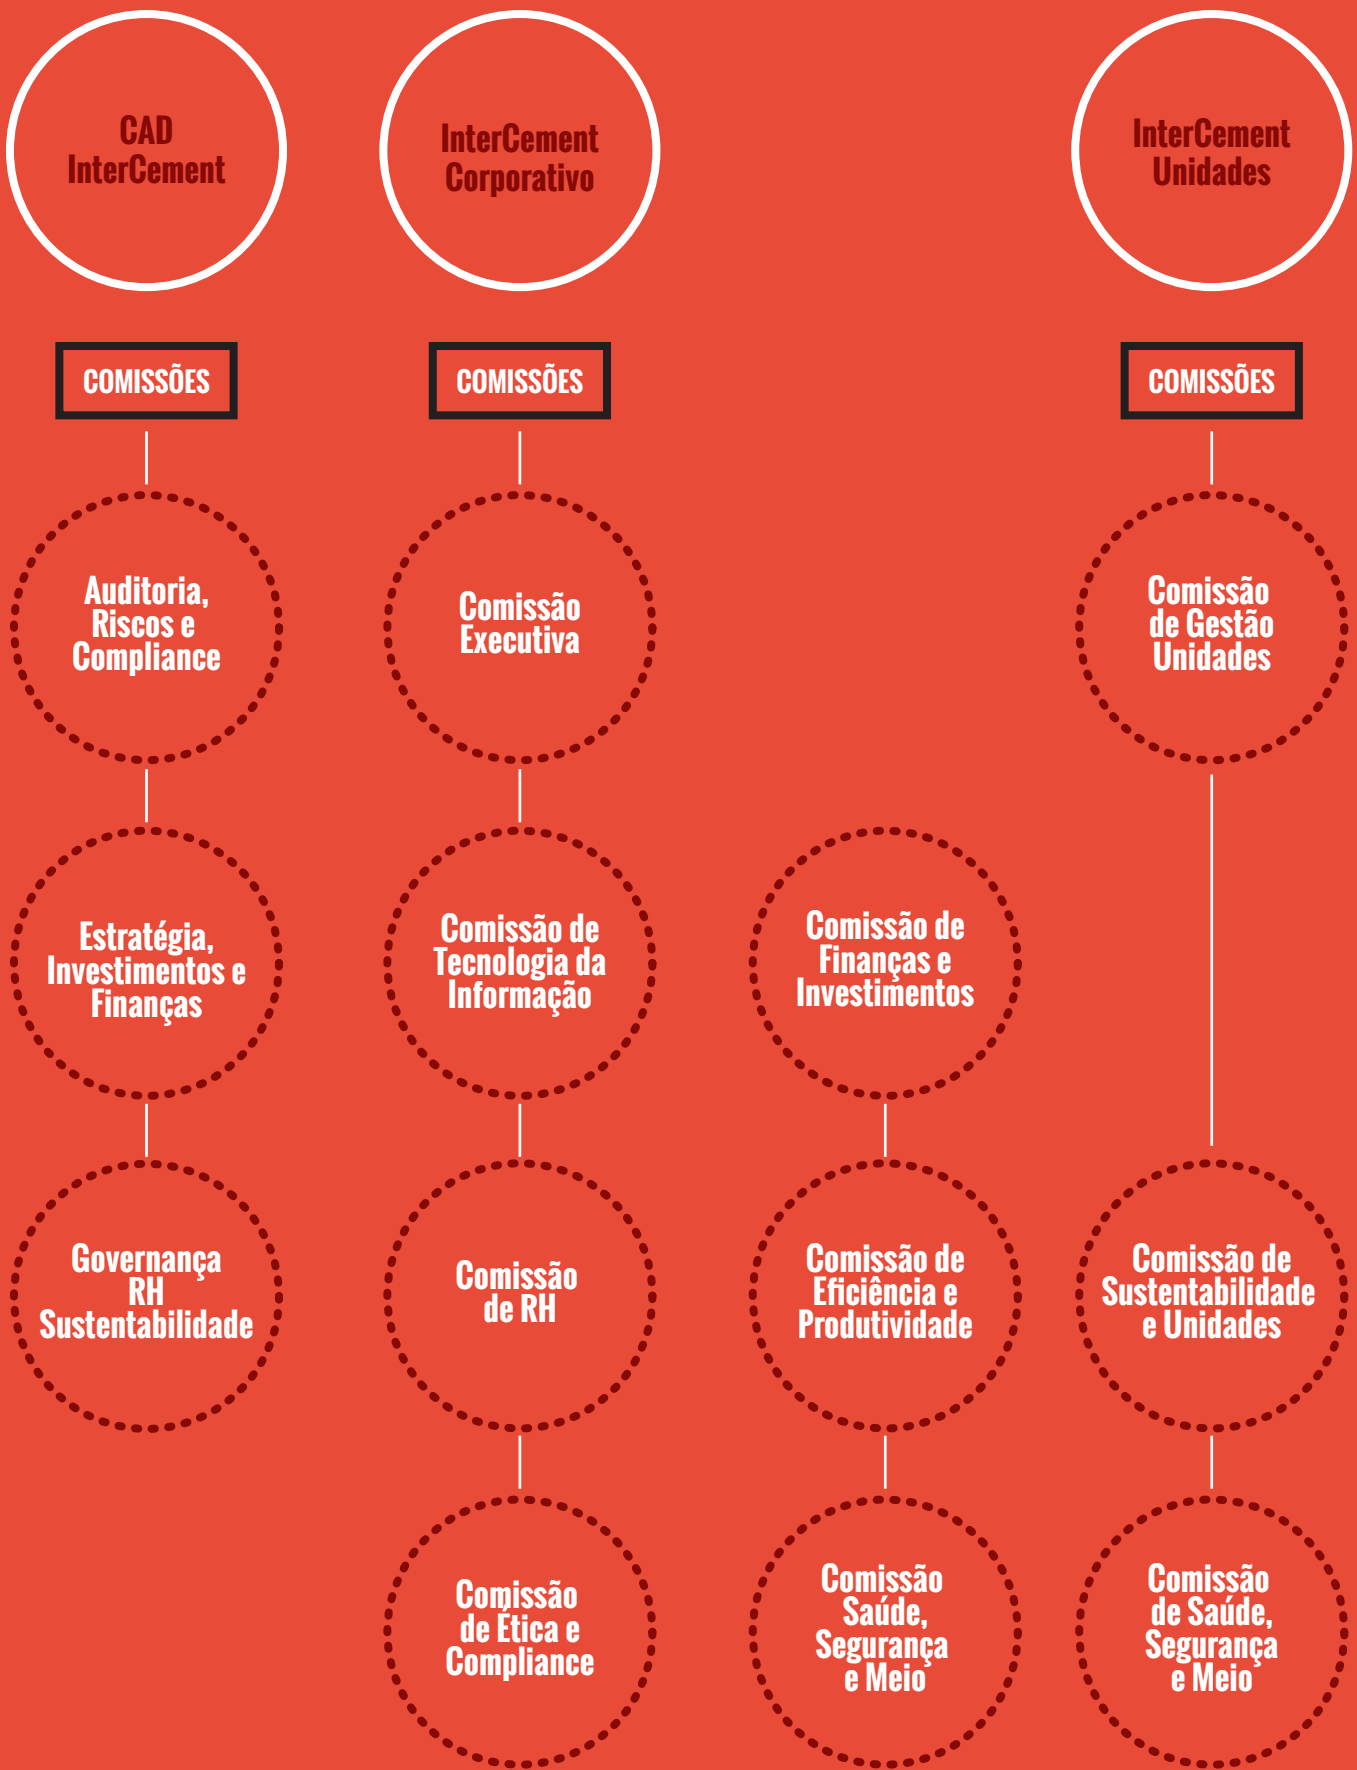 CAD
InterCement
COMISSÕES
Auditoria,
Riscos e
Compliance
Estratégia,
Investimentos e
Finanças
Governança
RH
Sustentabilidade
InterCement
Corporativo
COMISSÕES
Comissão
Executiva
Comissão de
Tecnologia da
Informação
Comissão
de RH
Comissão
de Ética e
Compliance
Comissão de
Finanças e
Investimentos
Comissão de
Eficiência e
Produtividade
Comissão
Saúde,
Segurança
e Meio
InterCement
Unidades
COMISSÕES
Comissão
de Gestão
Unidades
Comissão de
Sustentabilidade
e Unidades
Comissão
de Saúde,
Segurança
e Meio